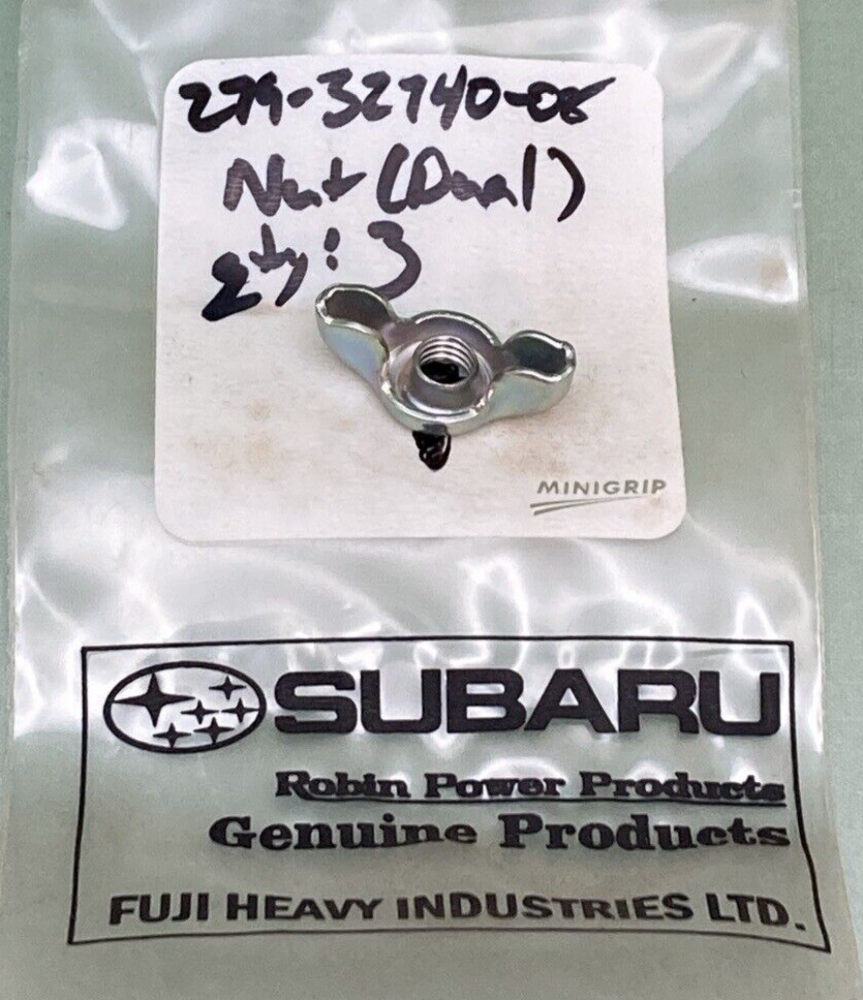 279-32740-08
Nut (Dual)
Qty: 3
MINIGRIP
SUBARU
Robin Power Products
Genuine Products
FUJI HEAVY INDUSTRIES LTD.